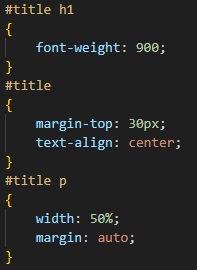 #title h1
{
    font-weight: 900;
}
#title
{
    margin-top: 30px;
    text-align: center;
}
#title p
{
    width: 50%;
    margin: auto;
}